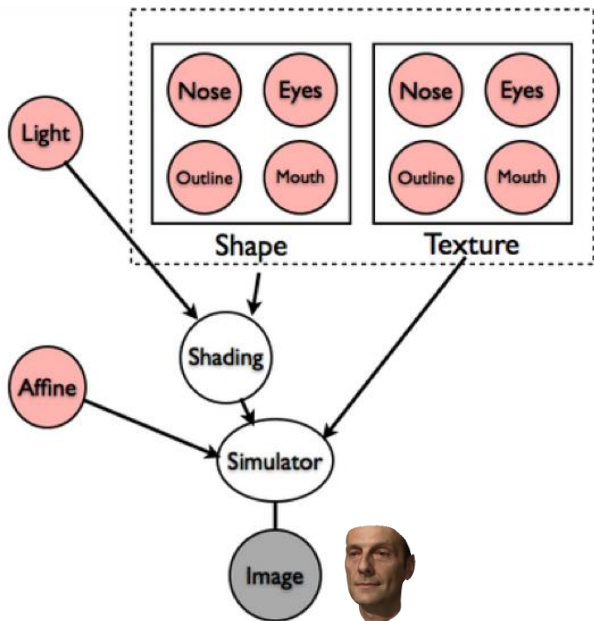 Nose Eyes Nose Eyes
Light
Outline Mouth Outline Mouth
Shape Texture
Shading
Affine
Simulator
Image